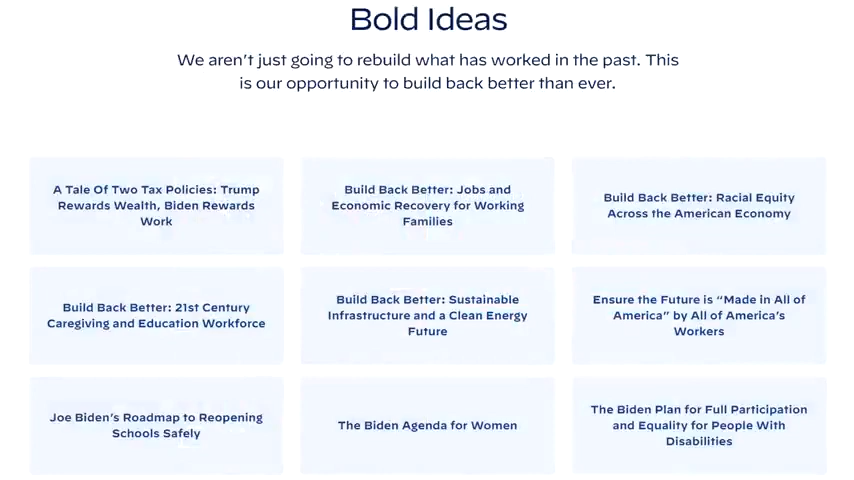 Bold Ideas
We aren't just going to rebuild what has worked in the past. This
is our opportunity to build back better than ever.
A Tale Of Two Tax Policies: Trump
Rewards Wealth, Biden Rewards
Work
Build Back Better: Jobs and
Economic Recovery for Working
Families
Build Back Better: Racial Equity
Across the American Economy
Build Back Better: 21st Century
Caregiving and Education Workforce
Build Back Better: Sustainable
Infrastructure and a Clean Energy
Future
Ensure the Future is “Made in All of
America” by All of America’s
Workers
Joe Biden’s Roadmap to Reopening
Schools Safely
The Biden Agenda for Women
The Biden Plan for Full Participation
and Equality for People With
Disabilities